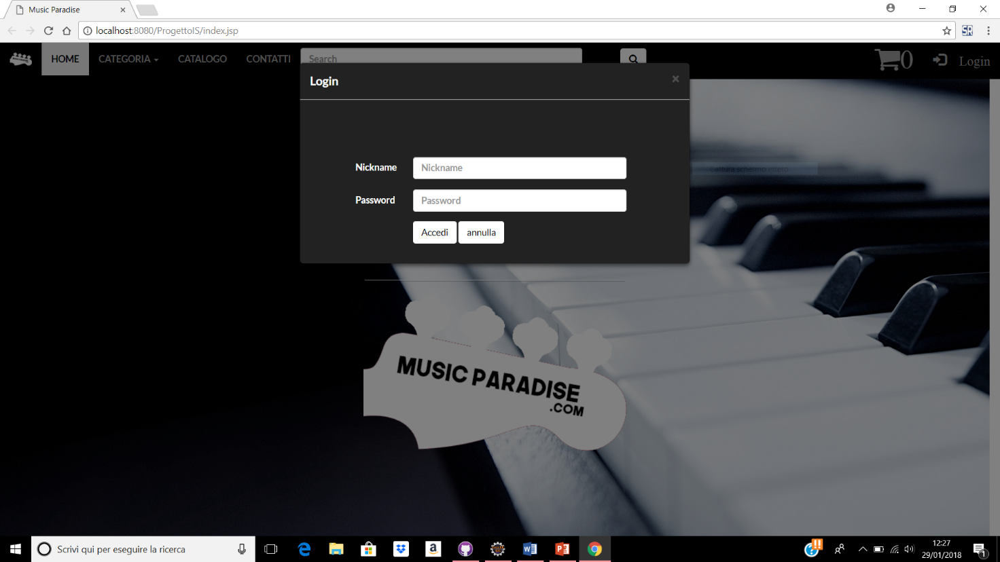 Music Paradise
localhost:8080/ProgettoIS/index.jsp
HOME CATEGORIA CATALOGO CONTATTI Search 0 Login
Login ×
Cattura schermo intero
Nickname Nickname
Password Password
Accedi annulla
MUSIC PARADISE
.COM
Scrivi qui per eseguire la ricerca
12:27
29/01/2018
1